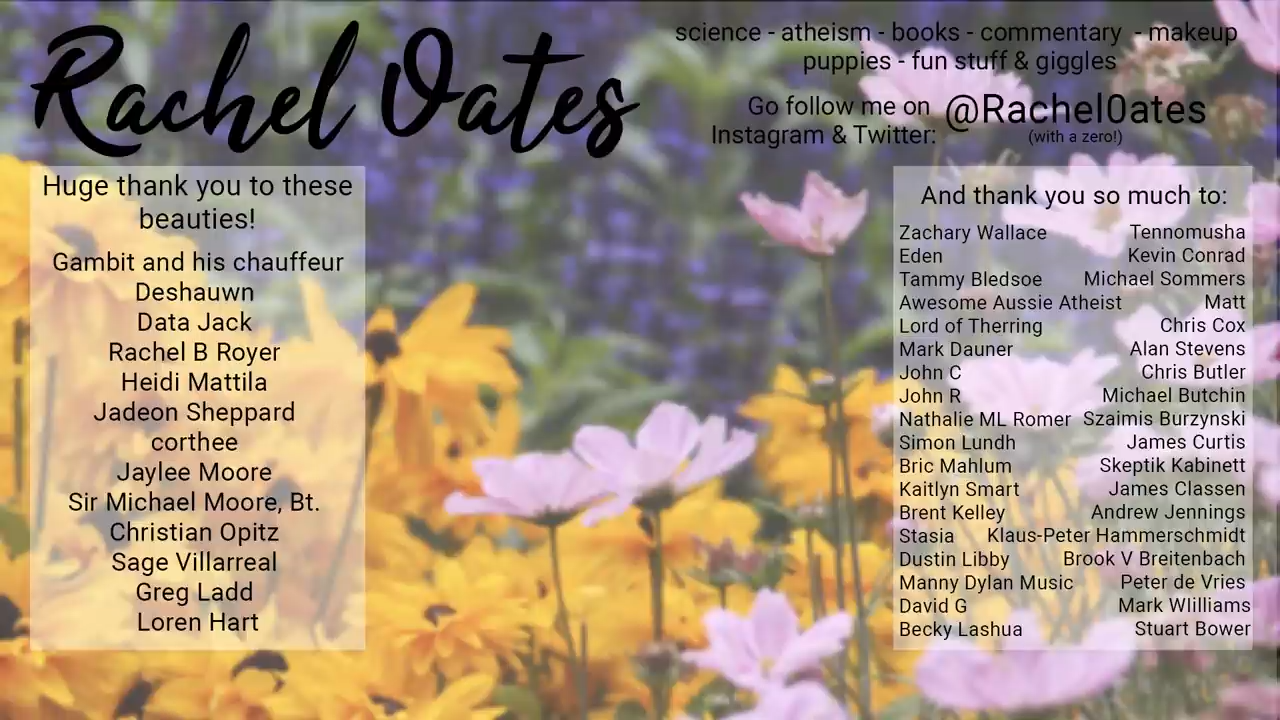 Rachel Oates
science - atheism - books - commentary - makeup
puppies - fun stuff & giggles
Go follow me on
Instagram & Twitter:
@Rachel0ates
(with a zero!)
Huge thank you to these
beauties!
Gambit and his chauffeur
Deshauwn
Data Jack
Rachel B Royer
Heidi Mattila
Jadeon Sheppard
corthee
Jaylee Moore
Sir Michael Moore, Bt.
Christian Opitz
Sage Villarreal
Greg Ladd
Loren Hart
And thank you so much to:
Zachary Wallace Tennomusha
Eden Kevin Conrad
Tammy Bledsoe Michael Sommers
Awesome Aussie Atheist Matt
Lord of Therring Chris Cox
Mark Dauner Alan Stevens
John C Chris Butler
John R Michael Butchin
Nathalie ML Romer Szaimis Burzynski
Simon Lundh James Curtis
Bric Mahlum Skeptik Kabinett
Kaitlyn Smart James Classen
Brent Kelley Andrew Jennings
Stasia Klaus-Peter Hammerschmidt
Dustin Libby Brook V Breitenbach
Manny Dylan Music Peter de Vries
David G Mark WIilliams
Becky Lashua Stuart Bower